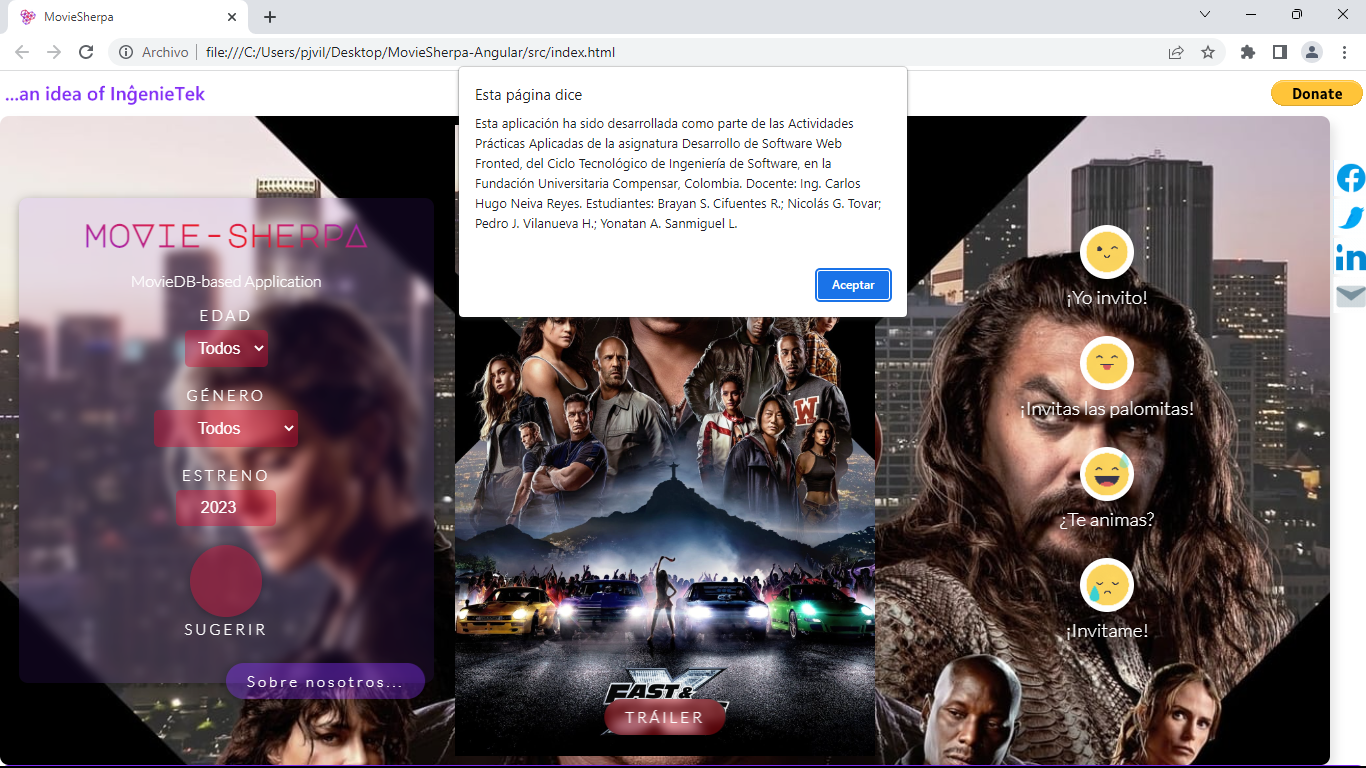 MovieSherpa
Archivo
file:///C:/Users/pjvil/Desktop/MovieSherpa-Angular/src/index.html
...an idea of InĝenieTek
Donate
Esta página dice
Esta aplicación ha sido desarrollada como parte de las Actividades
Prácticas Aplicadas de la asignatura Desarrollo de Software Web
Fronted, del Ciclo Tecnológico de Ingeniería de Software, en la
Fundación Universitaria Compensar, Colombia. Docente: Ing. Carlos
Hugo Neiva Reyes. Estudiantes: Brayan S. Cifuentes R.; Nicolás G. Tovar;
Pedro J. Vilanueva H.; Yonatan A. Sanmiguel L.
Aceptar
MOVIE-SHERPA
MovieDB-based Application
EDAD
Todos
GÉNERO
Todos
ESTRENO
2023
SUGERIR
Sobre nosotros...
W
FAST &
TRÁILER
¡Yo invito!
¡Invitas las palomitas!
¿Te animas?
¡Invitame!
in